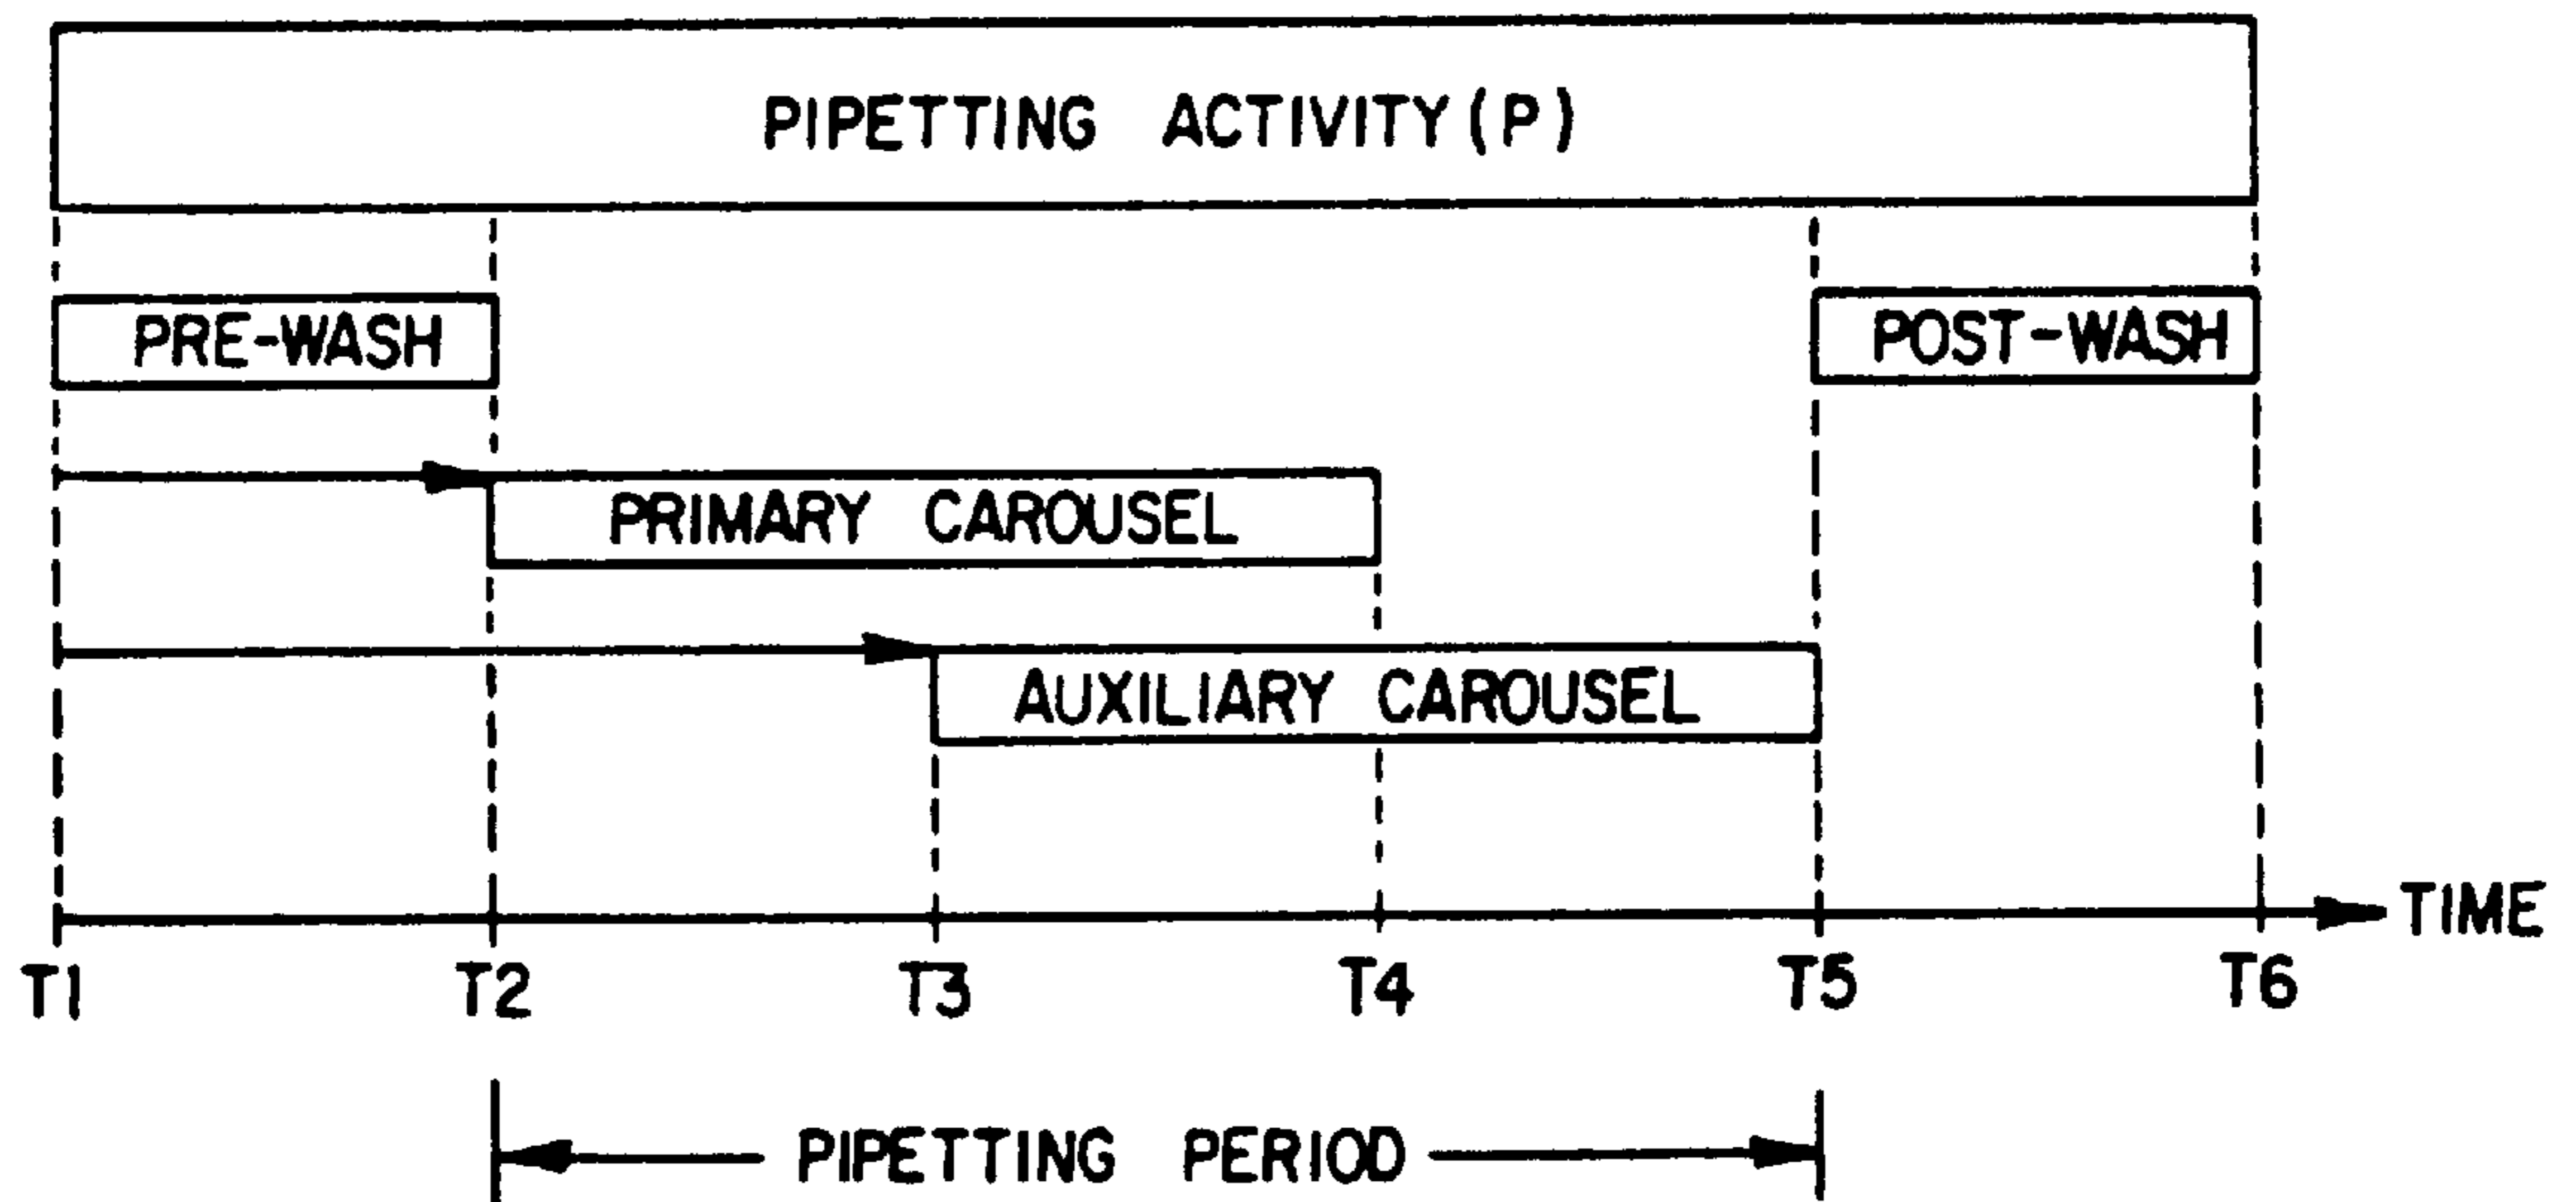 PIPETTING ACTIVITY(P)
PRE-WASH
POST-WASH
PRIMARY CAROUSEL
AUXILIARY CAROUSEL
TIME
T1 T2 T3 T4 T5 T6
PIPETTING PERIOD